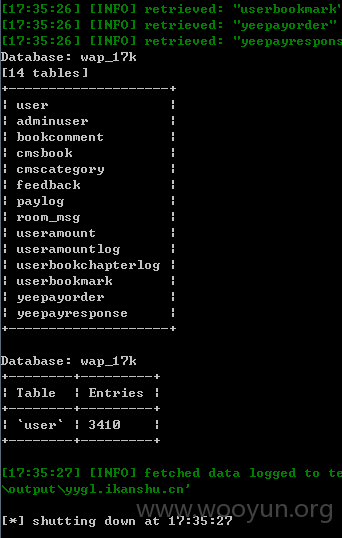 [17:35:26] [INFO] retrieved: "userbookmark"
[17:35:26] [INFO] retrieved: "yeepayorder"
[17:35:26] [INFO] retrieved: "yeepayrespons
Database: wap_17k
[14 tables]
+---------------------+
¦ user                ¦
¦ adminuser           ¦
¦ bookcomment         ¦
¦ cmsbook             ¦
¦ cmscategory         ¦
¦ feedback            ¦
¦ paylog              ¦
¦ room_msg            ¦
¦ useramount          ¦
¦ useramountlog       ¦
¦ userbookchapterlog  ¦
¦ userbookmark        ¦
¦ yeepayorder         ¦
¦ yeepayresponse      ¦
+---------------------+
Database: wap_17k
+--------+---------+
¦ Table  ¦ Entries ¦
+--------+---------+
¦ `user` ¦ 3410    ¦
+--------+---------+
[17:35:27] [INFO] fetched data logged to te
\output\yygl.ikanshu.cn'
www.wooyun.org
[*] shutting down at 17:35:27